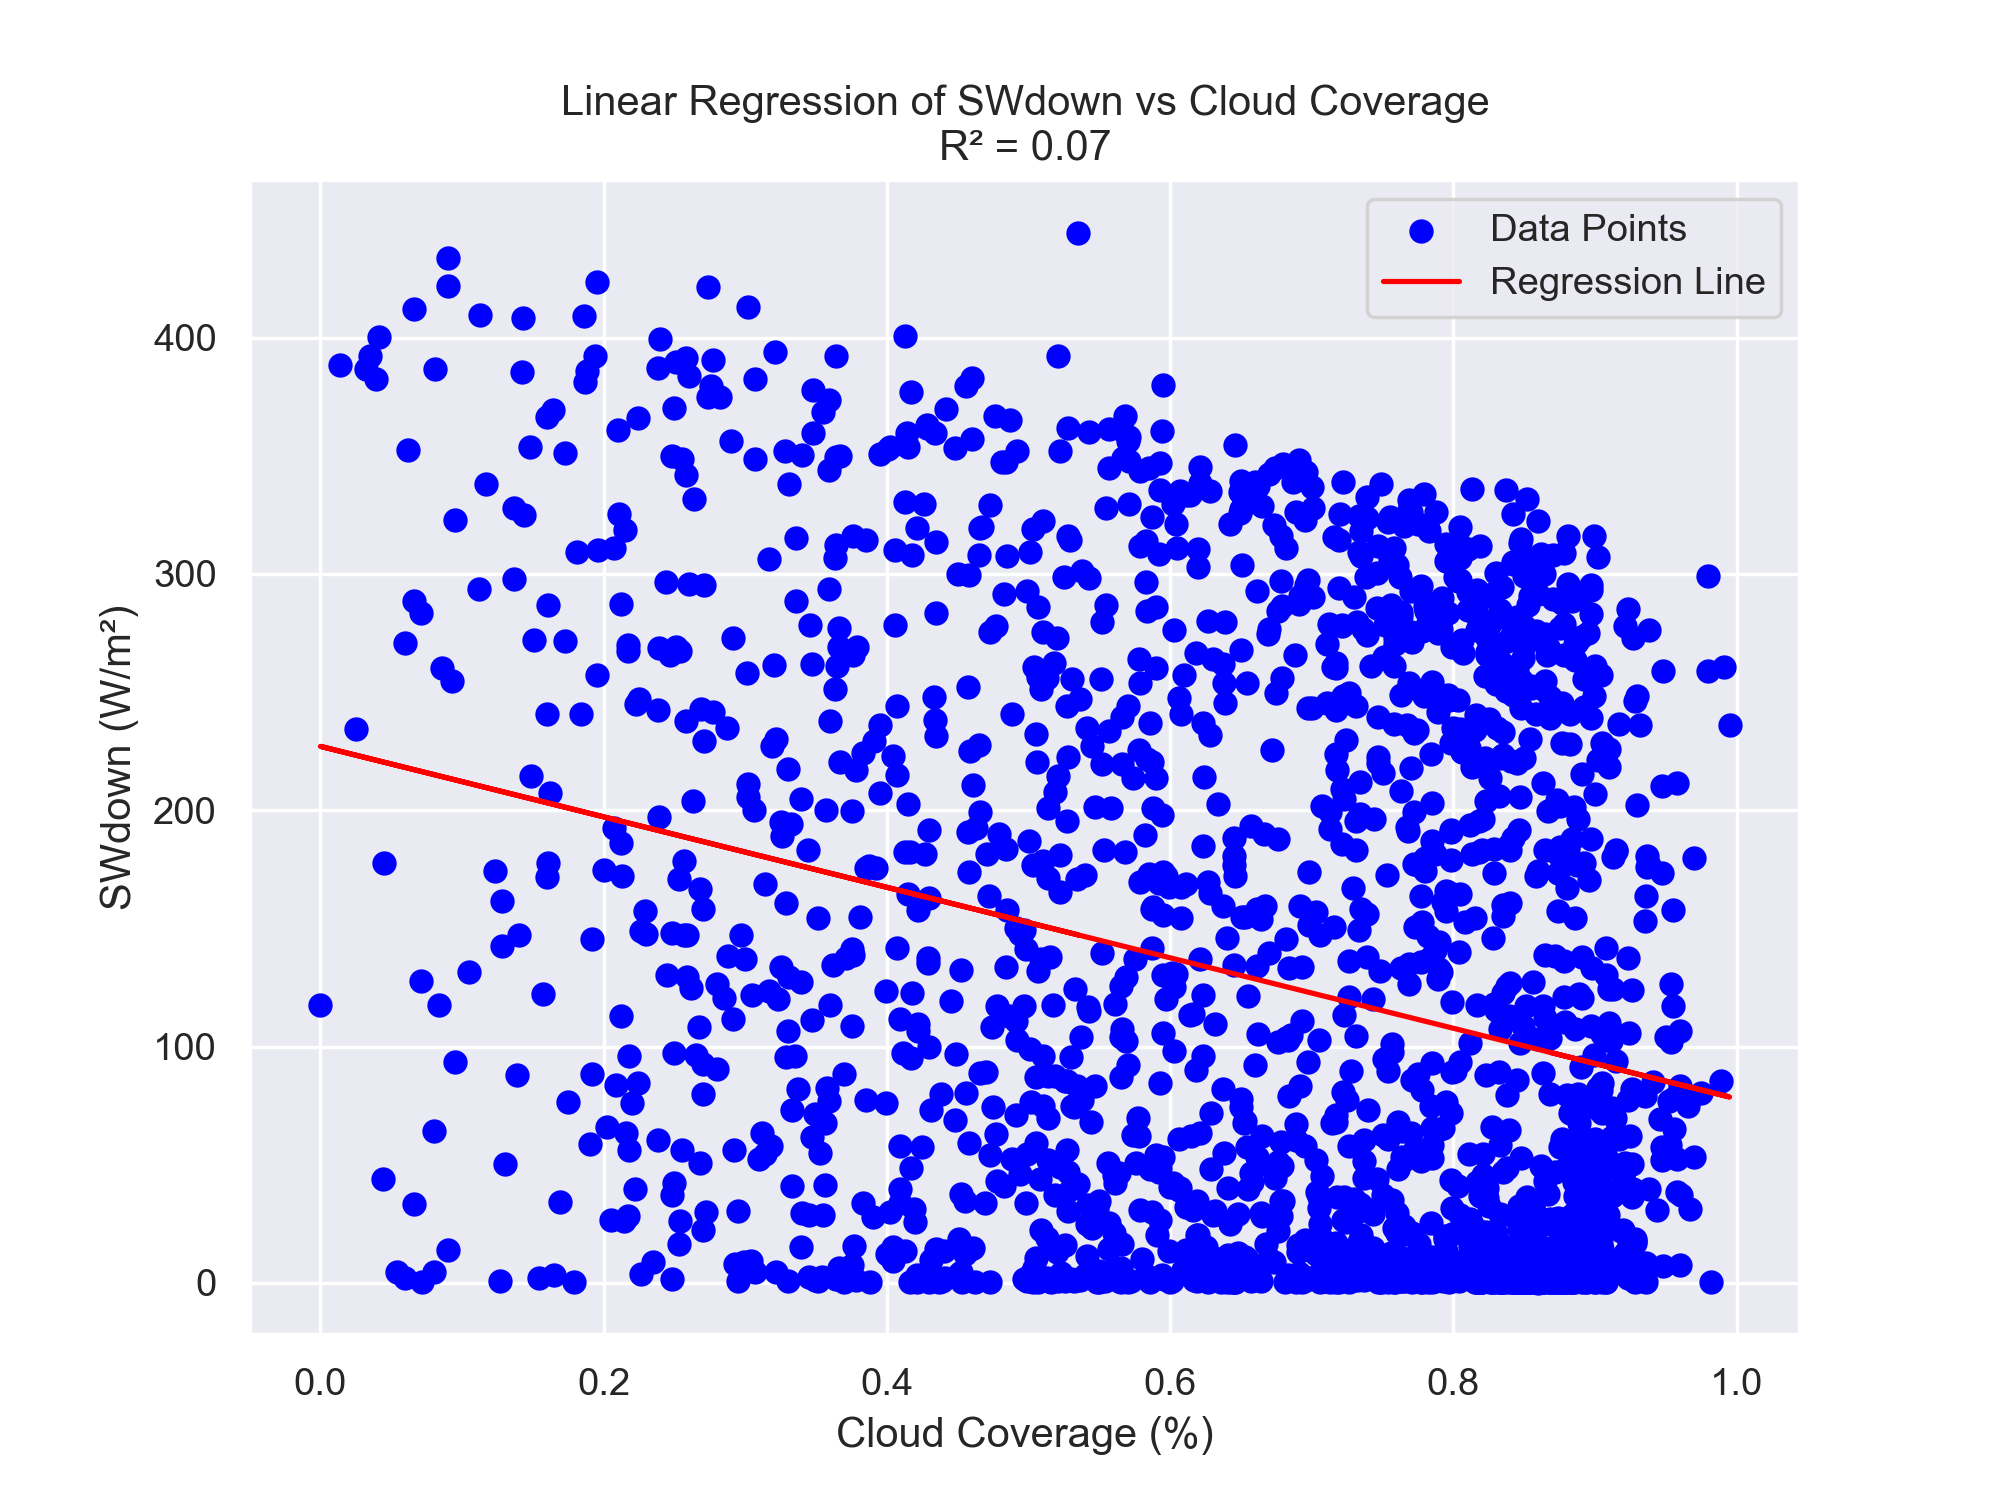 Linear Regression of SWdown vs Cloud Coverage
R² = 0.07
Data Points
Regression Line
SWdown (W/m²)
400
300
200
100
0
0.0 0.2 0.4 0.6 0.8 1.0
Cloud Coverage (%)